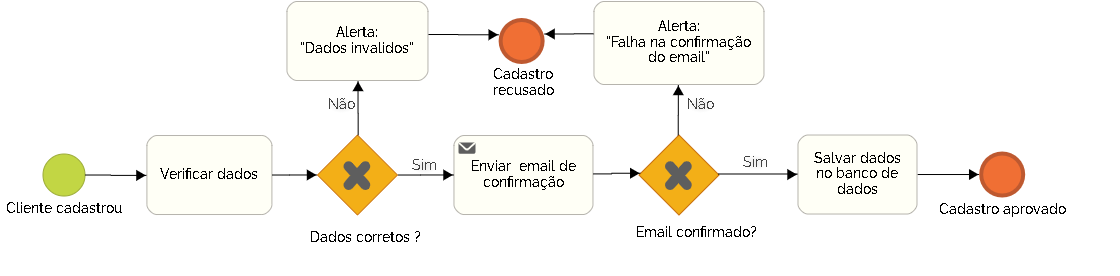 Alerta:
"Dados invalidos"
Cadastro
recusado
Alerta:
"Falha na confirmação
do email"
Não
Não
Cliente cadastrou
Verificar dados
Dados corretos ?
Sim
Enviar email de
confirmação
Email confirmado?
Sim
Salvar dados
no banco de
dados
Cadastro aprovado